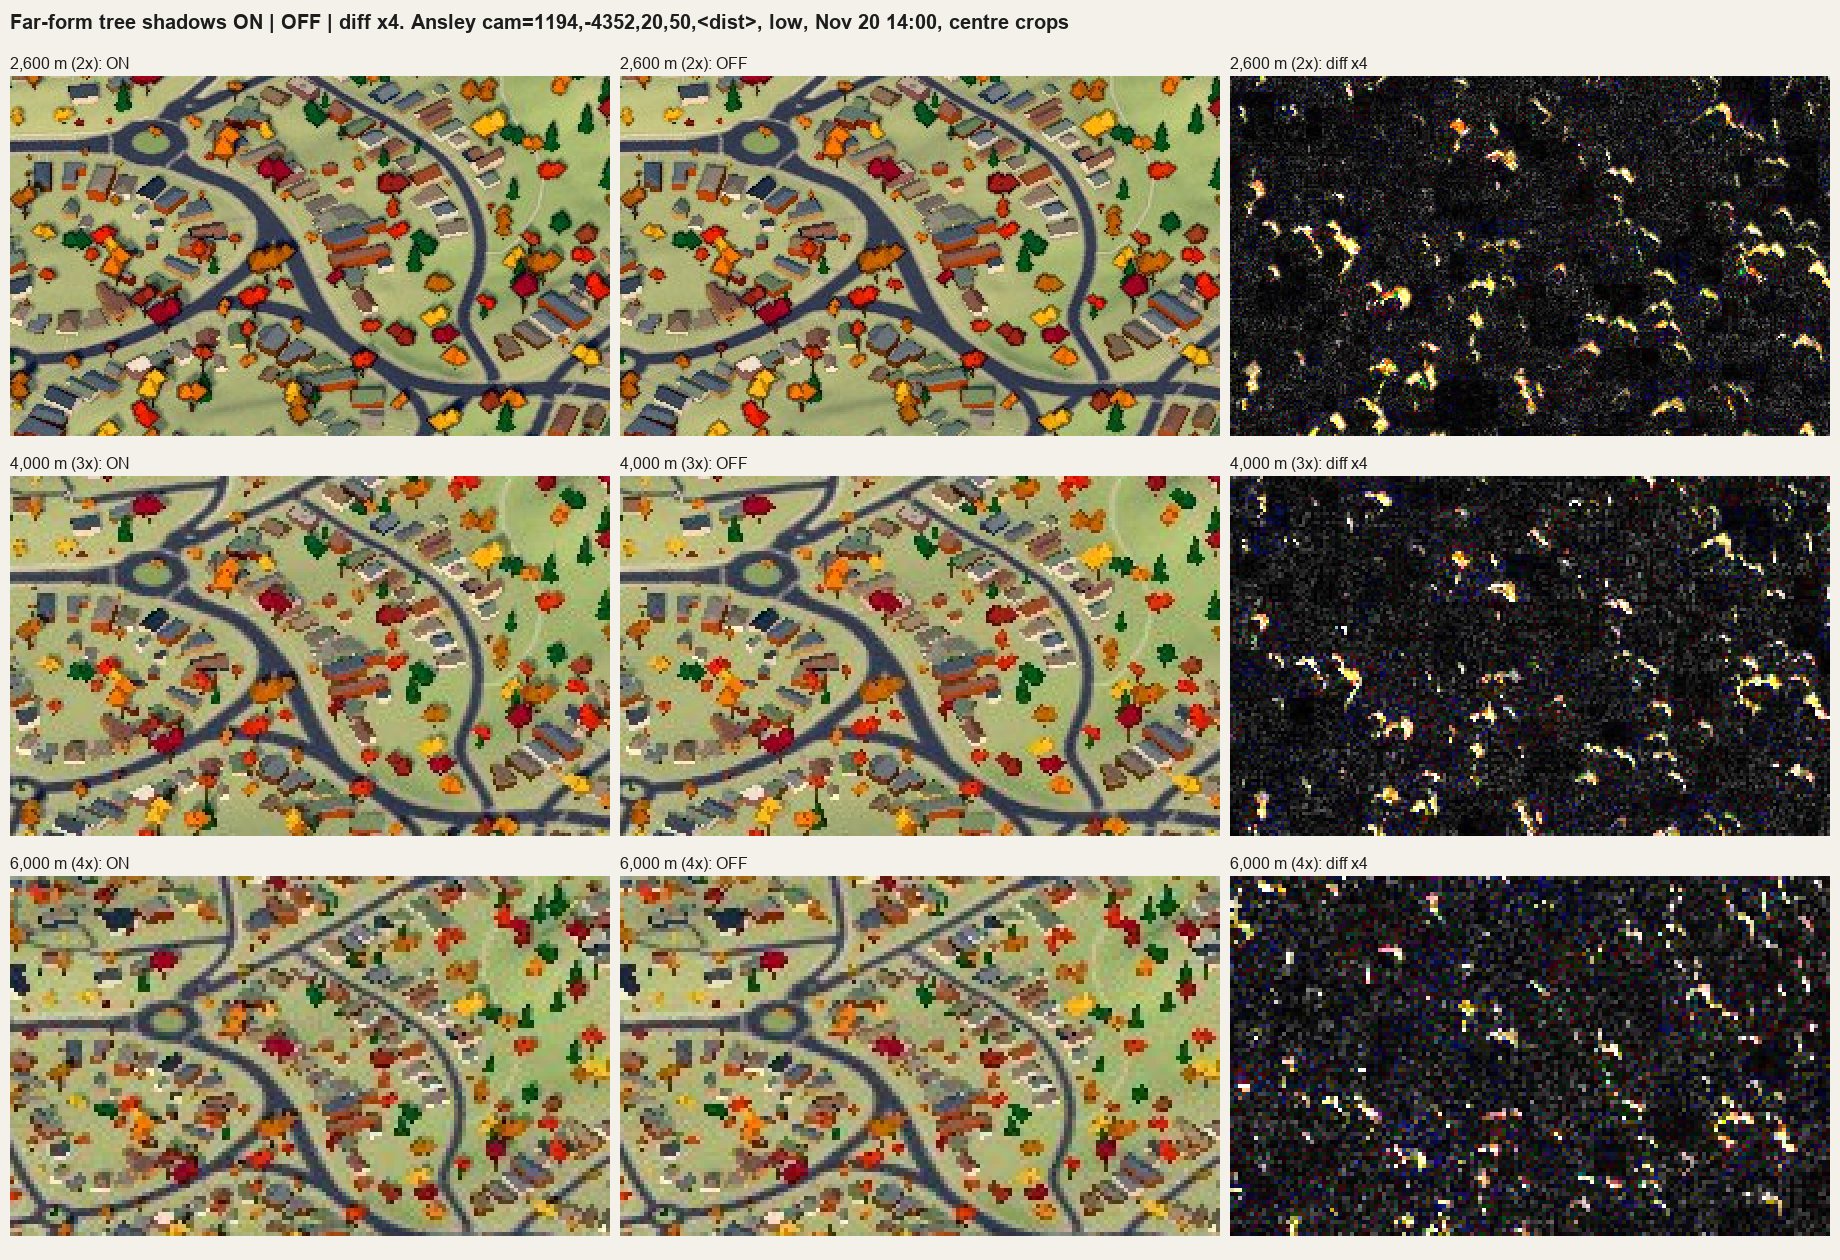 Far-form tree shadows ON | OFF | diff x4. Ansley cam=1194,-4352,20,50,<dist>, low, Nov 20 14:00, centre crops
2,600 m (2x): ON
2,600 m (2x): OFF
2,600 m (2x): diff x4
4,000 m (3x): ON
4,000 m (3x): OFF
4,000 m (3x): diff x4
6,000 m (4x): ON
6,000 m (4x): OFF
6,000 m (4x): diff x4